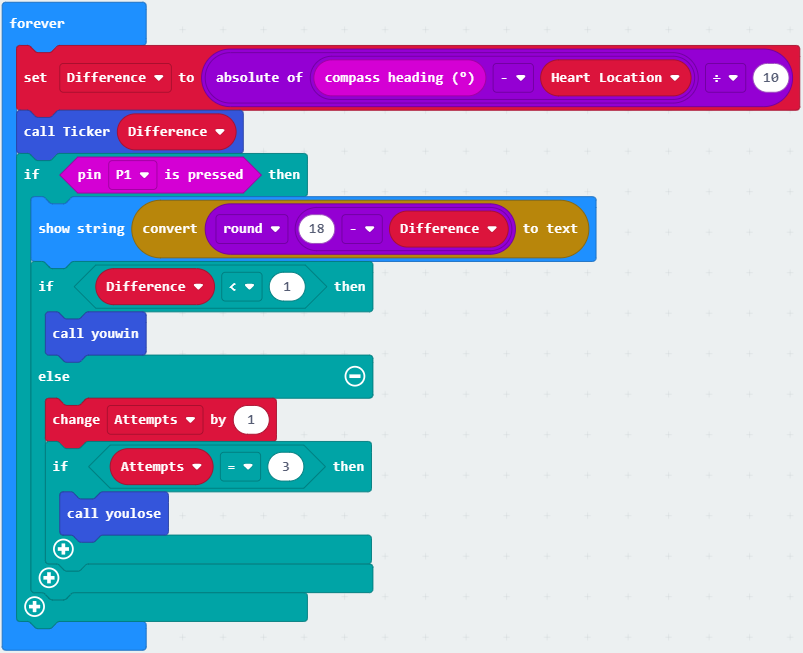 forever
set Difference to absolute of compass heading (°) - Heart Location ÷ 10
call Ticker Difference
if pin P1 is pressed then
show string convert round 18 - Difference to text
if Difference < 1 then
call youwin
else
change Attempts by 1
if Attempts = 3 then
call youlose